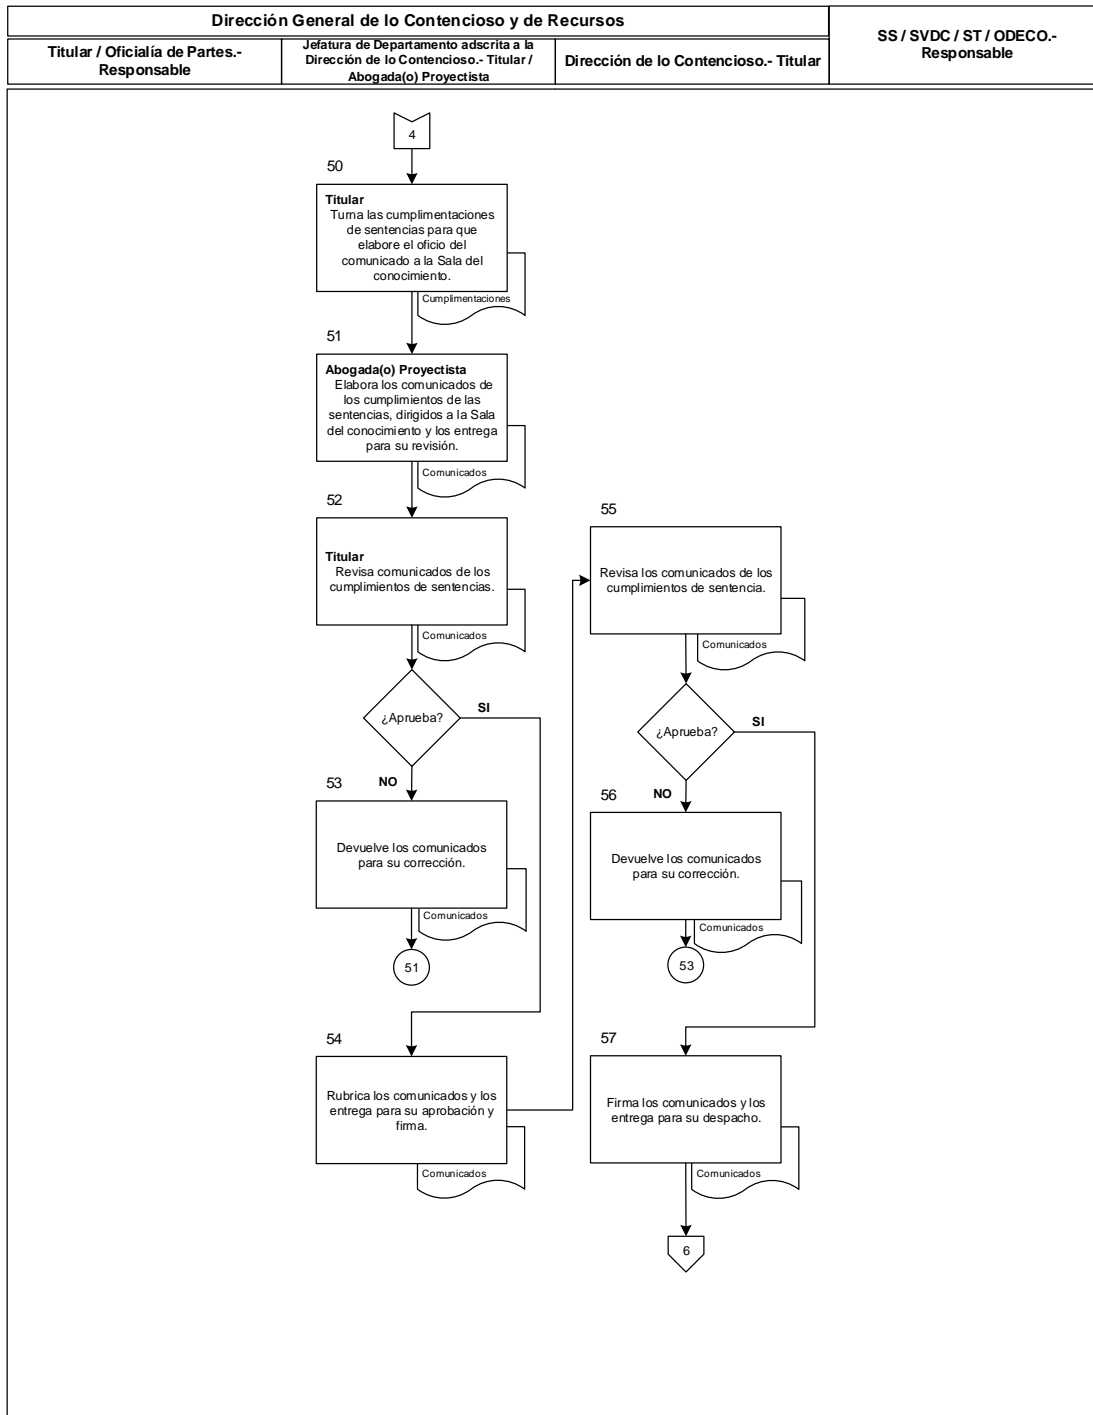 Dirección General de lo Contencioso y de Recursos
SS / SVDC / ST / ODECO.-
Responsable
Titular / Oficialía de Partes.-
Responsable
Jefatura de Departamento adscrita a la
Dirección de lo Contencioso.- Titular /
Abogada(o) Proyectista
Dirección de lo Contencioso.- Titular
4
50
Titular
Turna las cumplimentaciones
de sentencias para que
elabore el oficio del
comunicado a la Sala del
conocimiento.
Cumplimentaciones
51
Abogada(o) Proyectista
Elabora los comunicados de
los cumplimientos de las
sentencias, dirigidos a la Sala
del conocimiento y los entrega
para su revisión.
Comunicados
52
Titular
Revisa comunicados de los
cumplimientos de sentencias.
Comunicados
¿Aprueba?
SI
NO
53
Devuelve los comunicados
para su corrección.
Comunicados
51
54
Rubrica los comunicados y los
entrega para su aprobación y
firma.
Comunicados
55
Revisa los comunicados de los
cumplimientos de sentencia.
Comunicados
¿Aprueba?
SI
NO
56
Devuelve los comunicados
para su corrección.
Comunicados
53
57
Firma los comunicados y los
entrega para su despacho.
Comunicados
6